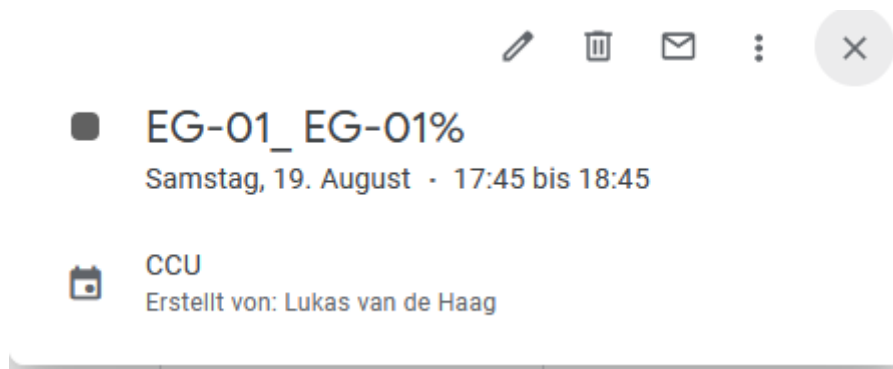 EG-01_ EG-01%
Samstag, 19. August · 17:45 bis 18:45
CCU
Erstellt von: Lukas van de Haag